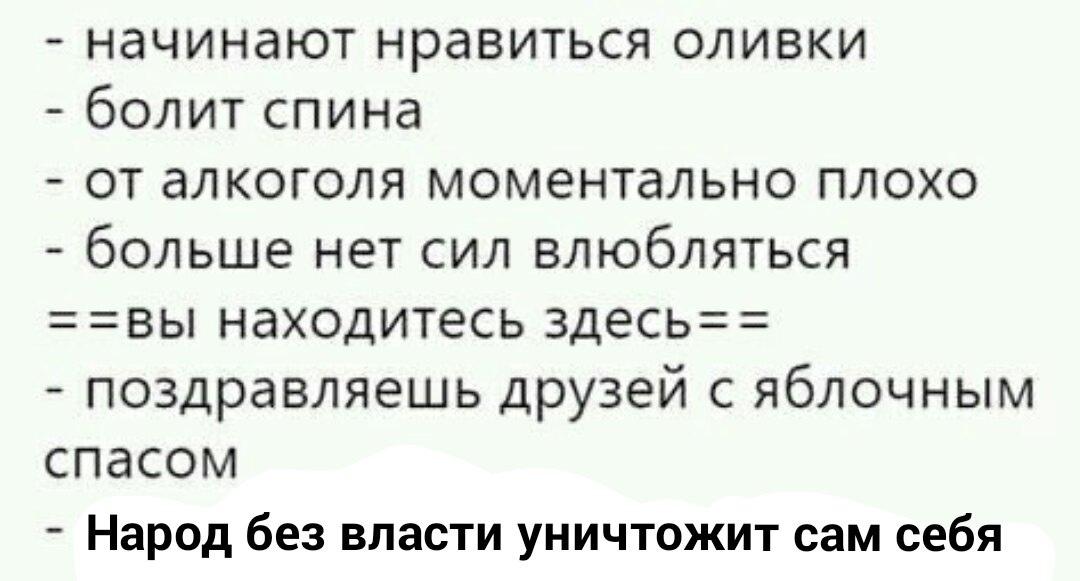 - начинают нравиться оливки
- болит спина
- от алкоголя моментально плохо
- больше нет сил влюбляться
==вы находитесь здесь==
- поздравляешь друзей с яблочным
спасом
- Народ без власти уничтожит сам себя